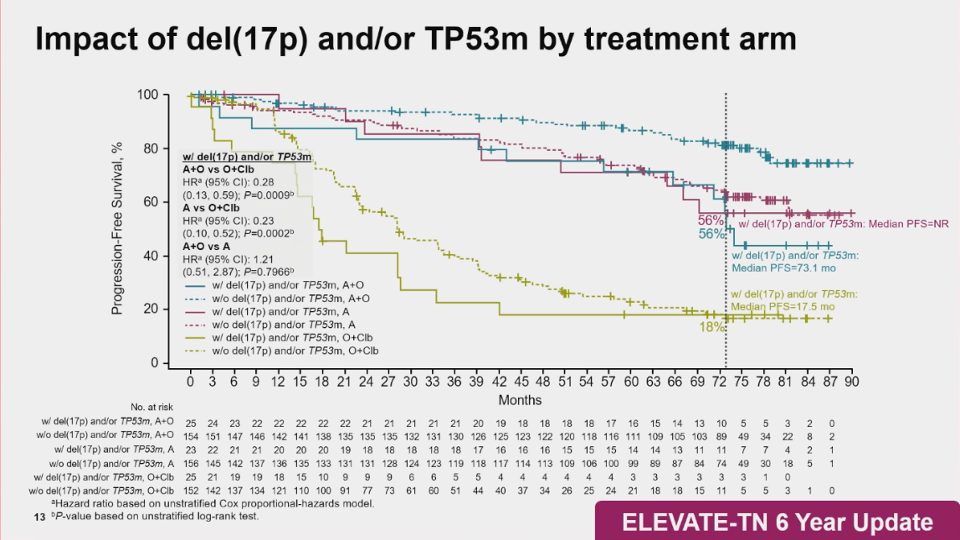 Impact of del(17p) and/or TP53m by treatment arm
Progression-Free Survival, %
100
80
60
40
20
0
w/ del(17p) and/or TP53m
A+O vs O+Clb
HRᵃ (95% CI): 0.28
(0.13, 0.59); P=0.0009ᵇ
A vs O+Clb
HRᵃ (95% CI): 0.23
(0.10, 0.52); P=0.0002ᵇ
A+O vs A
HRᵃ (95% CI): 1.21
(0.51, 2.87); P=0.7966ᵇ
w/ del(17p) and/or TP53m, A+O
w/o del(17p) and/or TP53m, A+O
w/ del(17p) and/or TP53m, A
w/o del(17p) and/or TP53m, A
w/ del(17p) and/or TP53m, O+Clb
w/o del(17p) and/or TP53m, O+Clb
56%
56%
18%
w/ del(17p) and/or TP53m: Median PFS=NR
w/ del(17p) and/or TP53m:
Median PFS=73.1 mo
w/ del(17p) and/or TP53m:
Median PFS=17.5 mo
0 3 6 9 12 15 18 21 24 27 30 33 36 39 42 45 48 51 54 57 60 63 66 69 72 75 78 81 84 87 90
Months
No. at risk
w/ del(17p) and/or TP53m, A+O 25 24 23 22 22 22 22 21 21 21 21 21 21 20 19 18 18 18 18 17 16 15 14 13 10 5 5 3 2 0
w/o del(17p) and/or TP53m, A+O 154 151 147 146 142 141 138 135 135 135 132 131 130 126 125 123 122 120 118 116 111 109 105 103 89 49 34 22 8 2
w/ del(17p) and/or TP53m, A 23 22 21 21 20 20 20 19 18 18 18 18 18 17 16 16 16 15 15 15 14 14 13 11 11 7 7 4 2 1
w/o del(17p) and/or TP53m, A 156 145 142 137 136 135 133 131 131 128 124 123 119 118 117 114 113 109 106 100 99 89 87 84 74 49 30 18 5 1
w/ del(17p) and/or TP53m, O+Clb 25 21 19 19 18 15 10 9 9 9 6 6 5 5 4 4 4 4 4 4 3 3 3 3 3 3 1 0
w/o del(17p) and/or TP53m, O+Clb 152 142 137 134 121 110 100 91 77 73 61 60 51 44 40 37 34 26 25 24 21 18 18 15 11 5 5 3 1 0
ᵃHazard ratio based on unstratified Cox proportional-hazards model.
13 ᵇP-value based on unstratified log-rank test.
ELEVATE-TN 6 Year Update